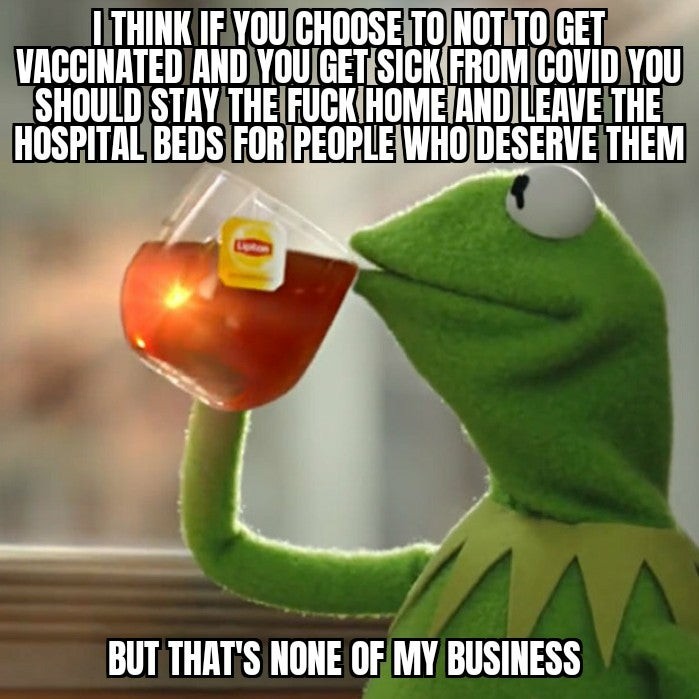 I THINK IF YOU CHOOSE TO NOT TO GET
VACCINATED AND YOU GET SICK FROM COVID YOU
SHOULD STAY THE FUCK HOME AND LEAVE THE
HOSPITAL BEDS FOR PEOPLE WHO DESERVE THEM
Lipton
BUT THAT'S NONE OF MY BUSINESS